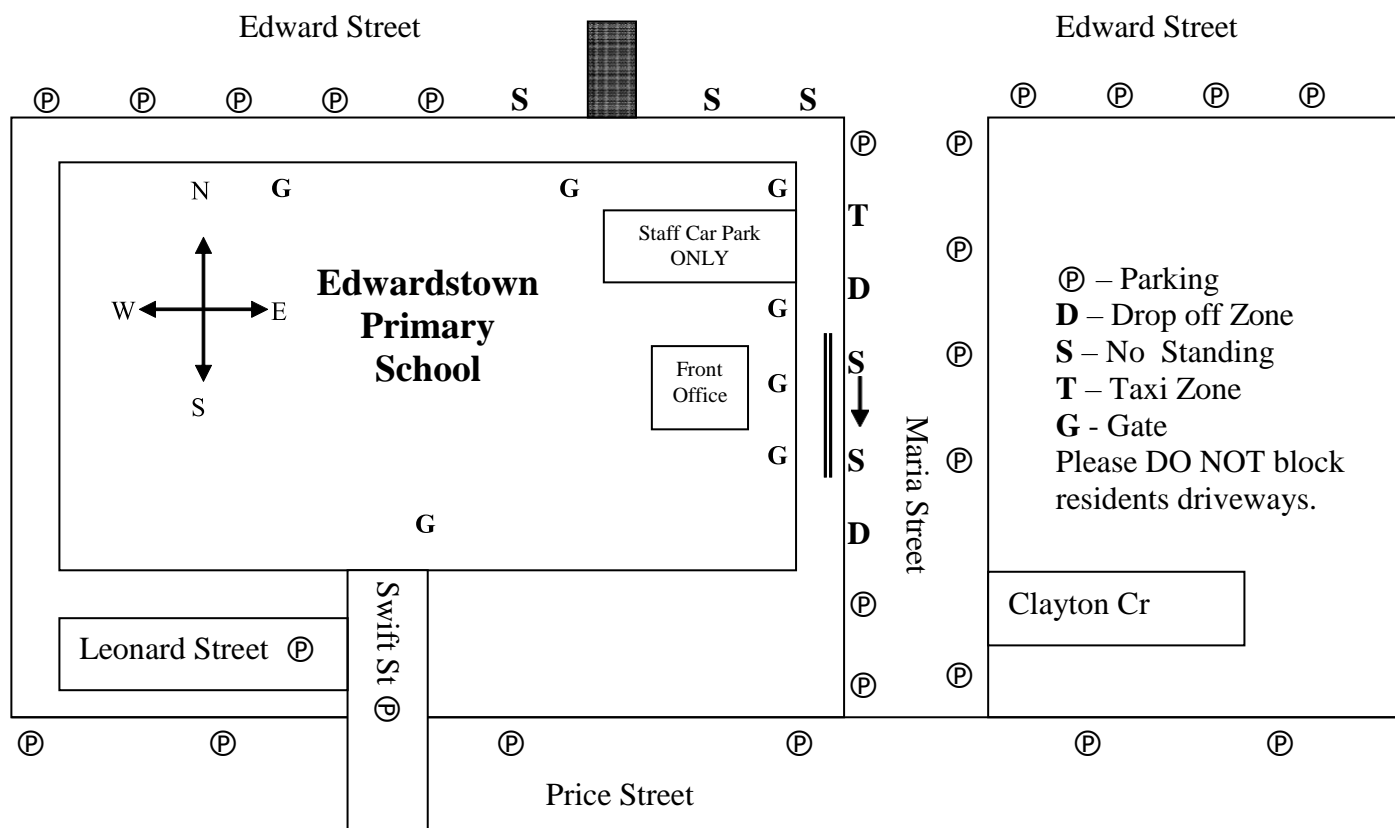 Edward Street
Edward Street
Ⓟ Ⓟ Ⓟ Ⓟ Ⓟ S S S
Ⓟ Ⓟ Ⓟ Ⓟ
Ⓟ Ⓟ
N G G G
T
Staff Car Park
ONLY
Ⓟ
Edwardstown
Primary
School
W E
S
D
G
Front
Office
G
G
S
S
Ⓟ
Ⓟ
Maria Street
Ⓟ – Parking
D – Drop off Zone
S – No Standing
T – Taxi Zone
G - Gate
Please DO NOT block
residents driveways.
G
D
Swift St Ⓟ
Leonard Street Ⓟ
Ⓟ
Clayton Cr
Ⓟ Ⓟ
Ⓟ Ⓟ Ⓟ Ⓟ Ⓟ Ⓟ
Price Street